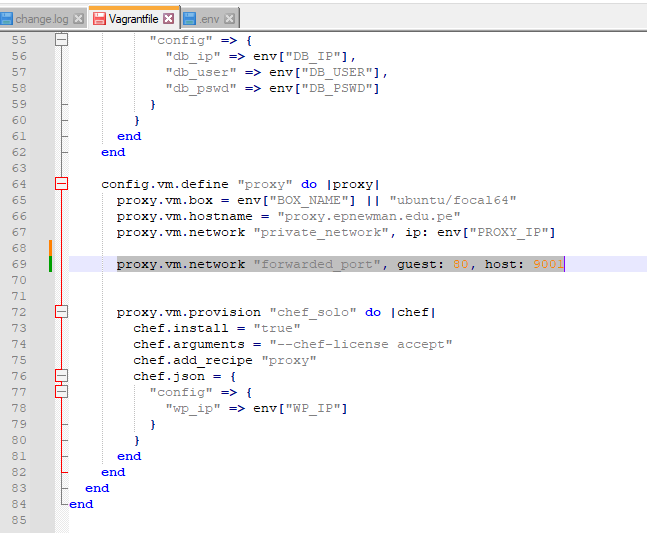 change.log Vagrantfile .env
55 "config" => {
56 "db_ip" => env["DB_IP"],
57 "db_user" => env["DB_USER"],
58 "db_pswd" => env["DB_PSWD"]
59 }
60 }
61 end
62 end
63
64 config.vm.define "proxy" do |proxy|
65 proxy.vm.box = env["BOX_NAME"] || "ubuntu/focal64"
66 proxy.vm.hostname = "proxy.epnewman.edu.pe"
67 proxy.vm.network "private_network", ip: env["PROXY_IP"]
68
69 proxy.vm.network "forwarded_port", guest: 80, host: 9001
70
71
72 proxy.vm.provision "chef_solo" do |chef|
73 chef.install = "true"
74 chef.arguments = "--chef-license accept"
75 chef.add_recipe "proxy"
76 chef.json = {
77 "config" => {
78 "wp_ip" => env["WP_IP"]
79 }
80 }
81 end
82 end
83 end
84 end
85